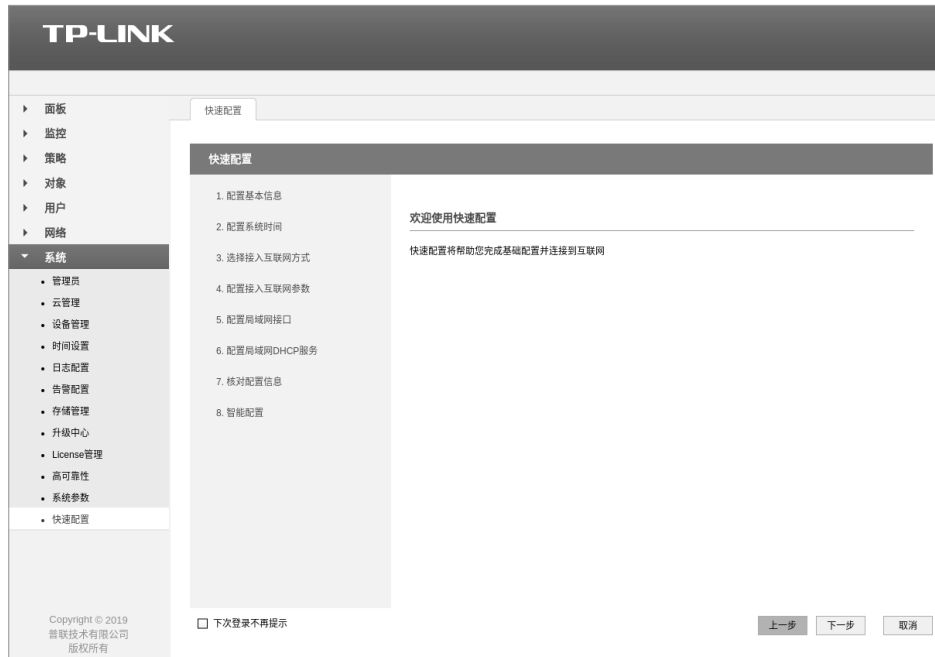 TP-LINK
面板
监控
策略
对象
用户
网络
系统
管理员
云管理
设备管理
时间设置
日志配置
告警配置
存储管理
升级中心
License管理
高可靠性
系统参数
快速配置
Copyright © 2019
普联技术有限公司
版权所有
快速配置
快速配置
1. 配置基本信息
2. 配置系统时间
3. 选择接入互联网方式
4. 配置接入互联网参数
5. 配置局域网接口
6. 配置局域网DHCP服务
7. 核对配置信息
8. 智能配置
欢迎使用快速配置
快速配置将帮助您完成基础配置并连接到互联网
下次登录不再提示
上一步 下一步 取消